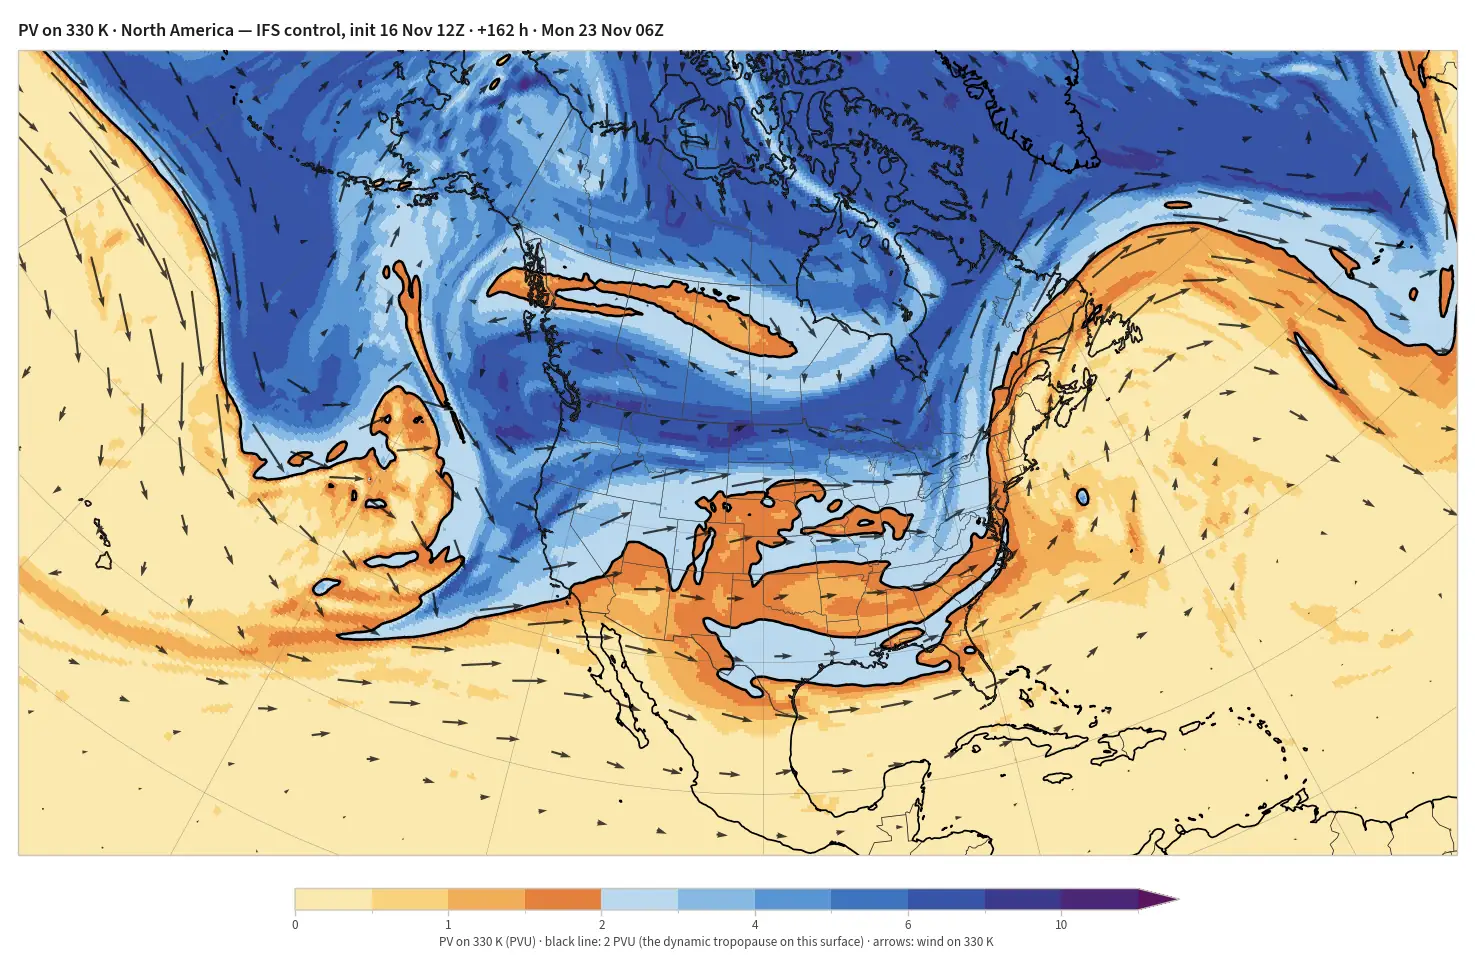 PV on 330 K · North America — IFS control, init 16 Nov 12Z · +162 h · Mon 23 Nov 06Z
0 1 2 4 6 10
PV on 330 K (PVU) · black line: 2 PVU (the dynamic tropopause on this surface) · arrows: wind on 330 K